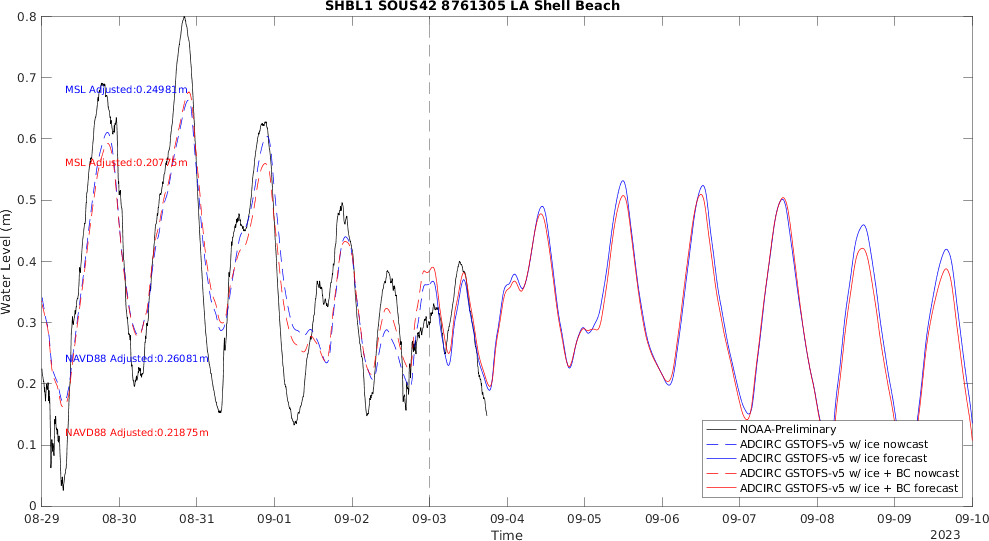 SHBL1 SOUS42 8761305 LA Shell Beach
Water Level (m)
0.8
0.7
0.6
0.5
0.4
0.3
0.2
0.1
0
MSL Adjusted:0.24981m
MSL Adjusted:0.20775m
NAVD88 Adjusted:0.26081m
NAVD88 Adjusted:0.21875m
NOAA-Preliminary
ADCIRC GSTOFS-v5 w/ ice nowcast
ADCIRC GSTOFS-v5 w/ ice forecast
ADCIRC GSTOFS-v5 w/ ice + BC nowcast
ADCIRC GSTOFS-v5 w/ ice + BC forecast
08-29 08-30 08-31 09-01 09-02 09-03 09-04 09-05 09-06 09-07 09-08 09-09 09-10
Time
2023